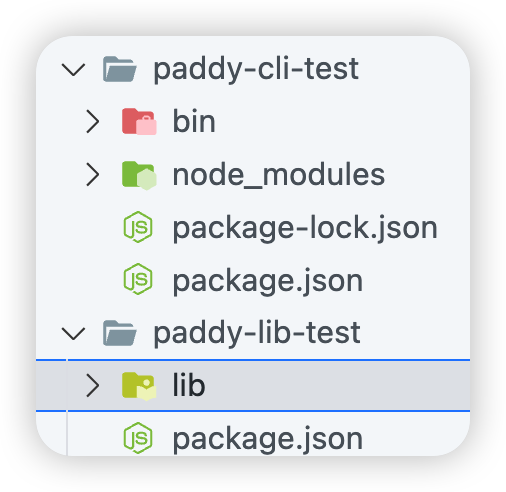 paddy-cli-test
bin
node_modules
package-lock.json
package.json
paddy-lib-test
lib
package.json